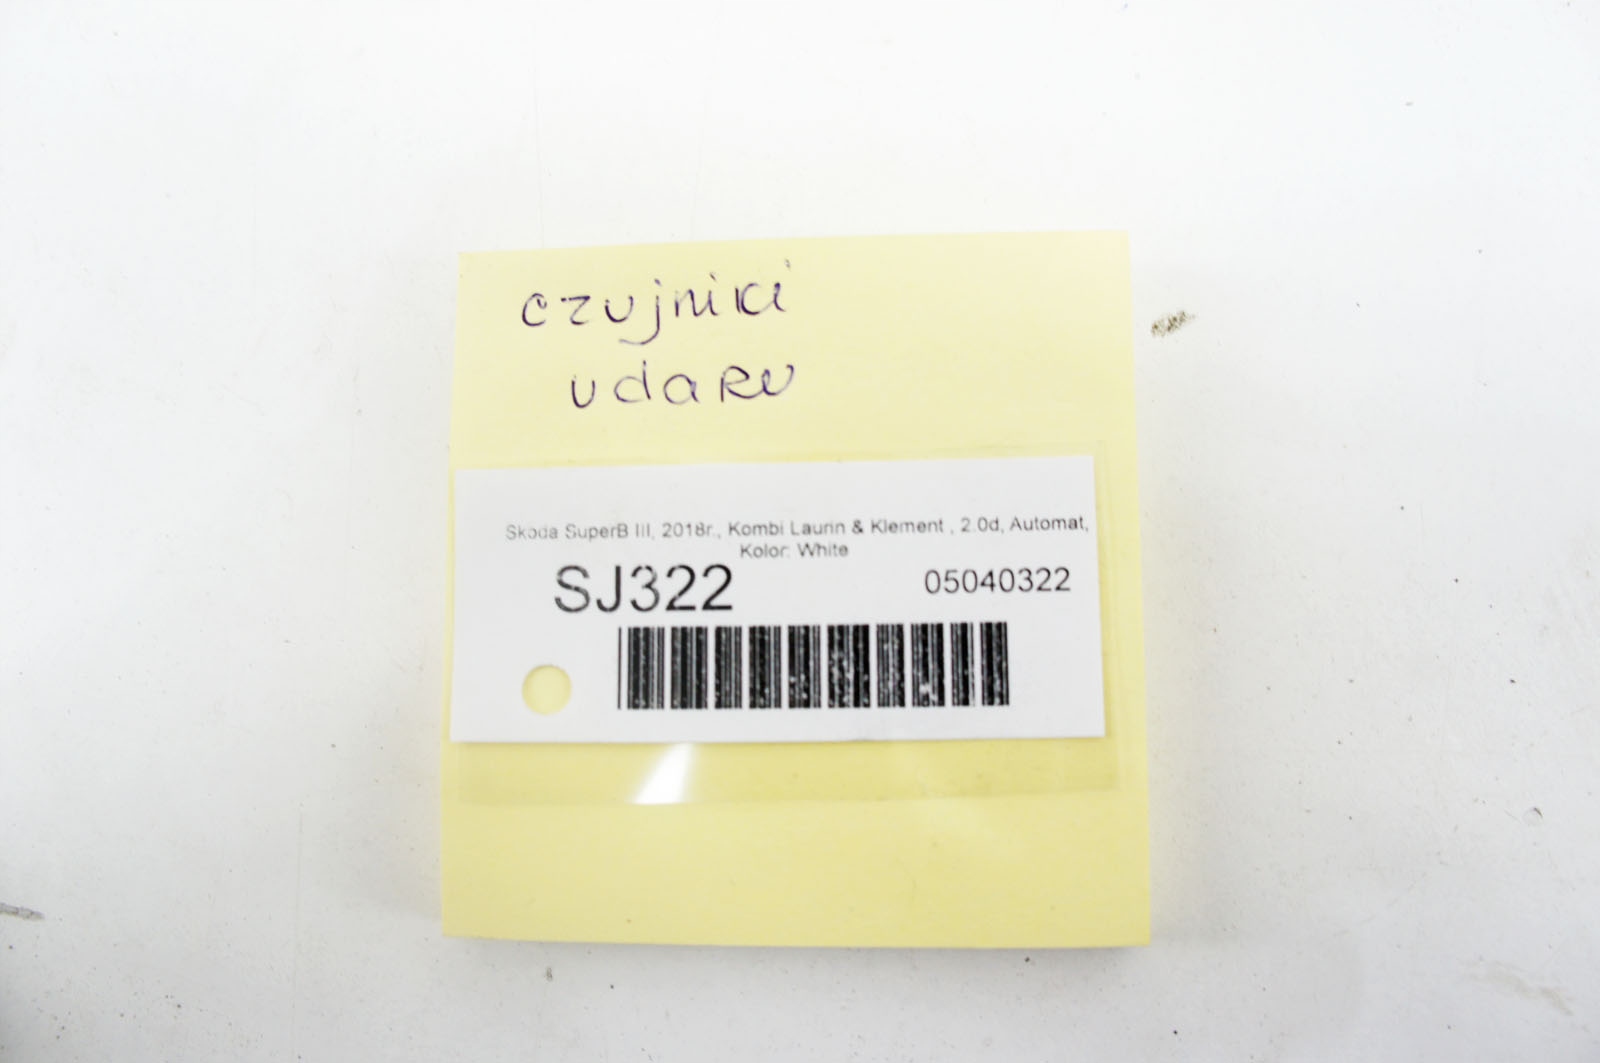 czujniki
udaru
Skoda SuperB III, 2018r., Kombi Laurin & Klement , 2.0d, Automat,
Kolor: White
SJ322 05040322